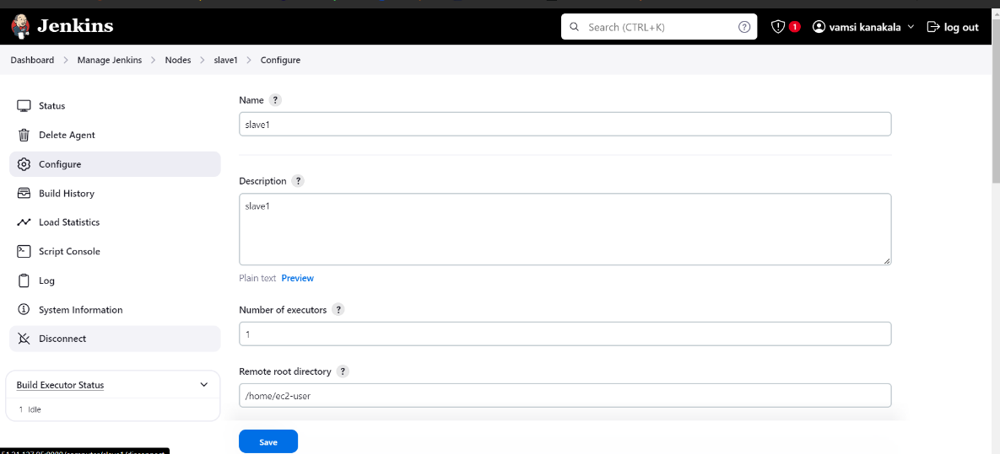 Jenkins
Search (CTRL+K) ?
1
vamsi kanakala
log out
Dashboard > Manage Jenkins > Nodes > slave1 > Configure
Status
Delete Agent
Configure
Build History
Load Statistics
Script Console
Log
System Information
Disconnect
Build Executor Status
1 Idle
Name ?
slave1
Description ?
slave1
Plain text Preview
Number of executors ?
1
Remote root directory ?
/home/ec2-user
Save